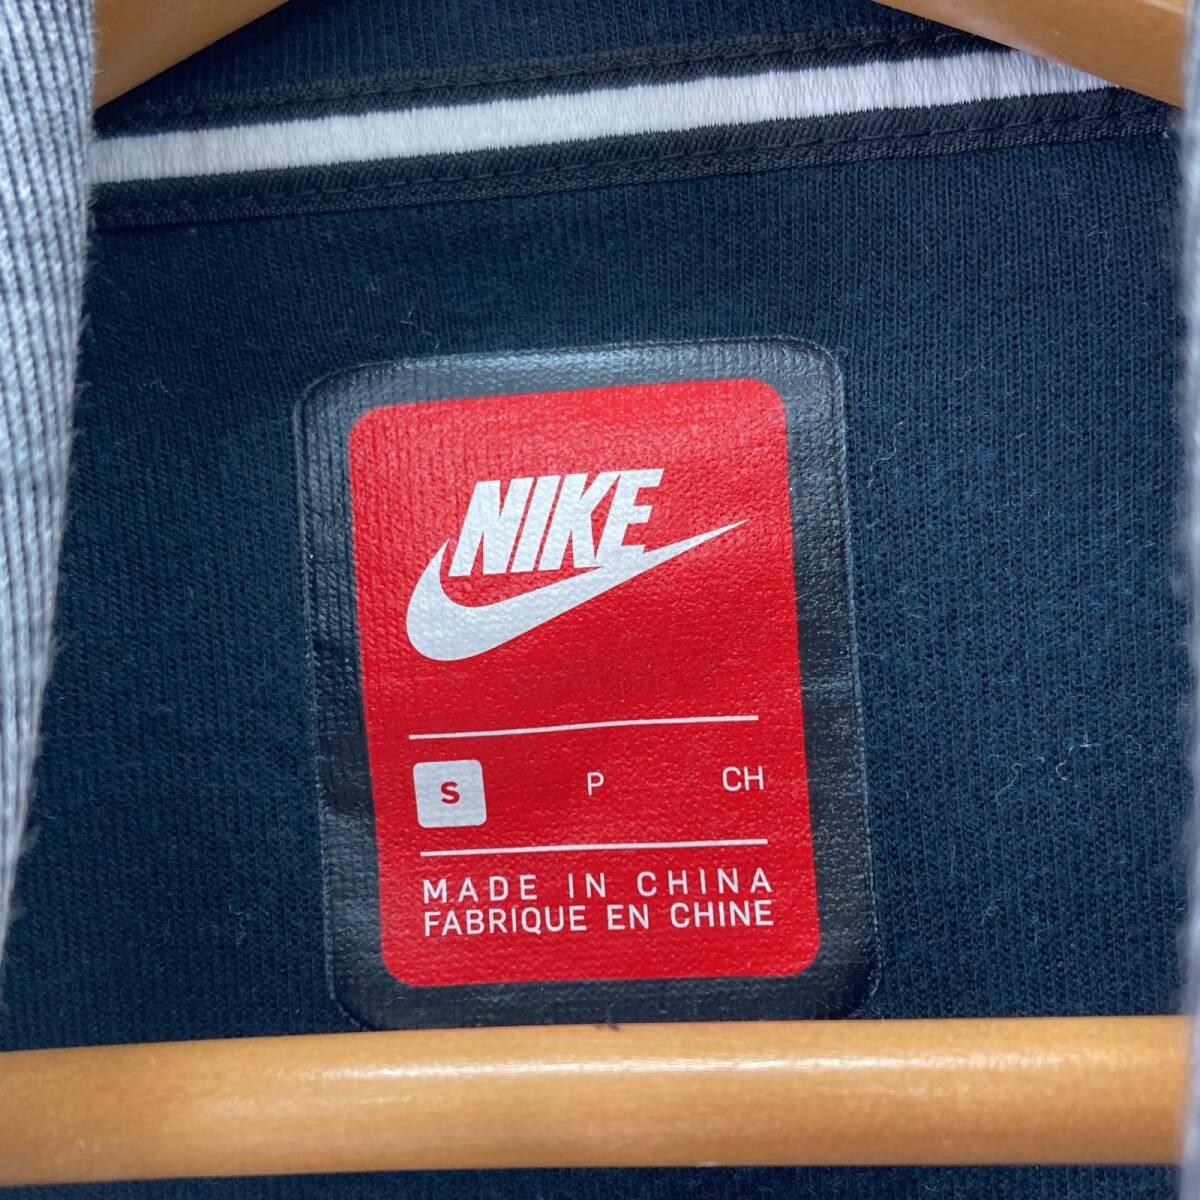 NIKE
S P CH
MADE IN CHINA
FABRIQUE EN CHINE